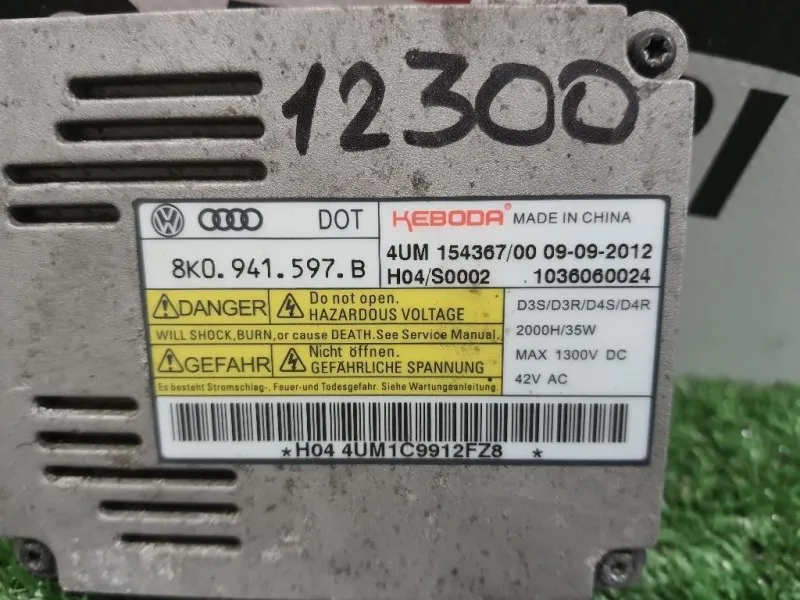 12300
DOT
KEBODA® MADE IN CHINA
8K0.941.597.B
4UM 154367/00 09-09-2012
H04/S0002 1036060024
DANGER Do not open. HAZARDOUS VOLTAGE
WILL SHOCK,BURN,or cause DEATH.See Service Manual.
GEFAHR Nicht öffnen. GEFÄHRLICHE SPANNUNG
Es besteht Stromschlag-, Feuer-und Todesgefahr. Siehe Wartungsanleitung.
D3S/D3R/D4S/D4R
2000H/35W
MAX 1300V DC
42V AC
*H04 4UM1C9912FZ8 *